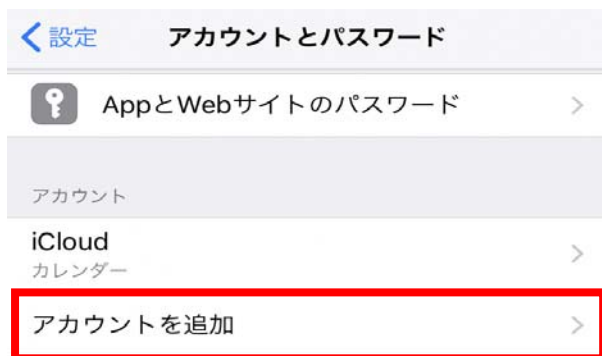 設定 アカウントとパスワード
AppとWebサイトのパスワード
アカウント
iCloud
カレンダー
アカウントを追加